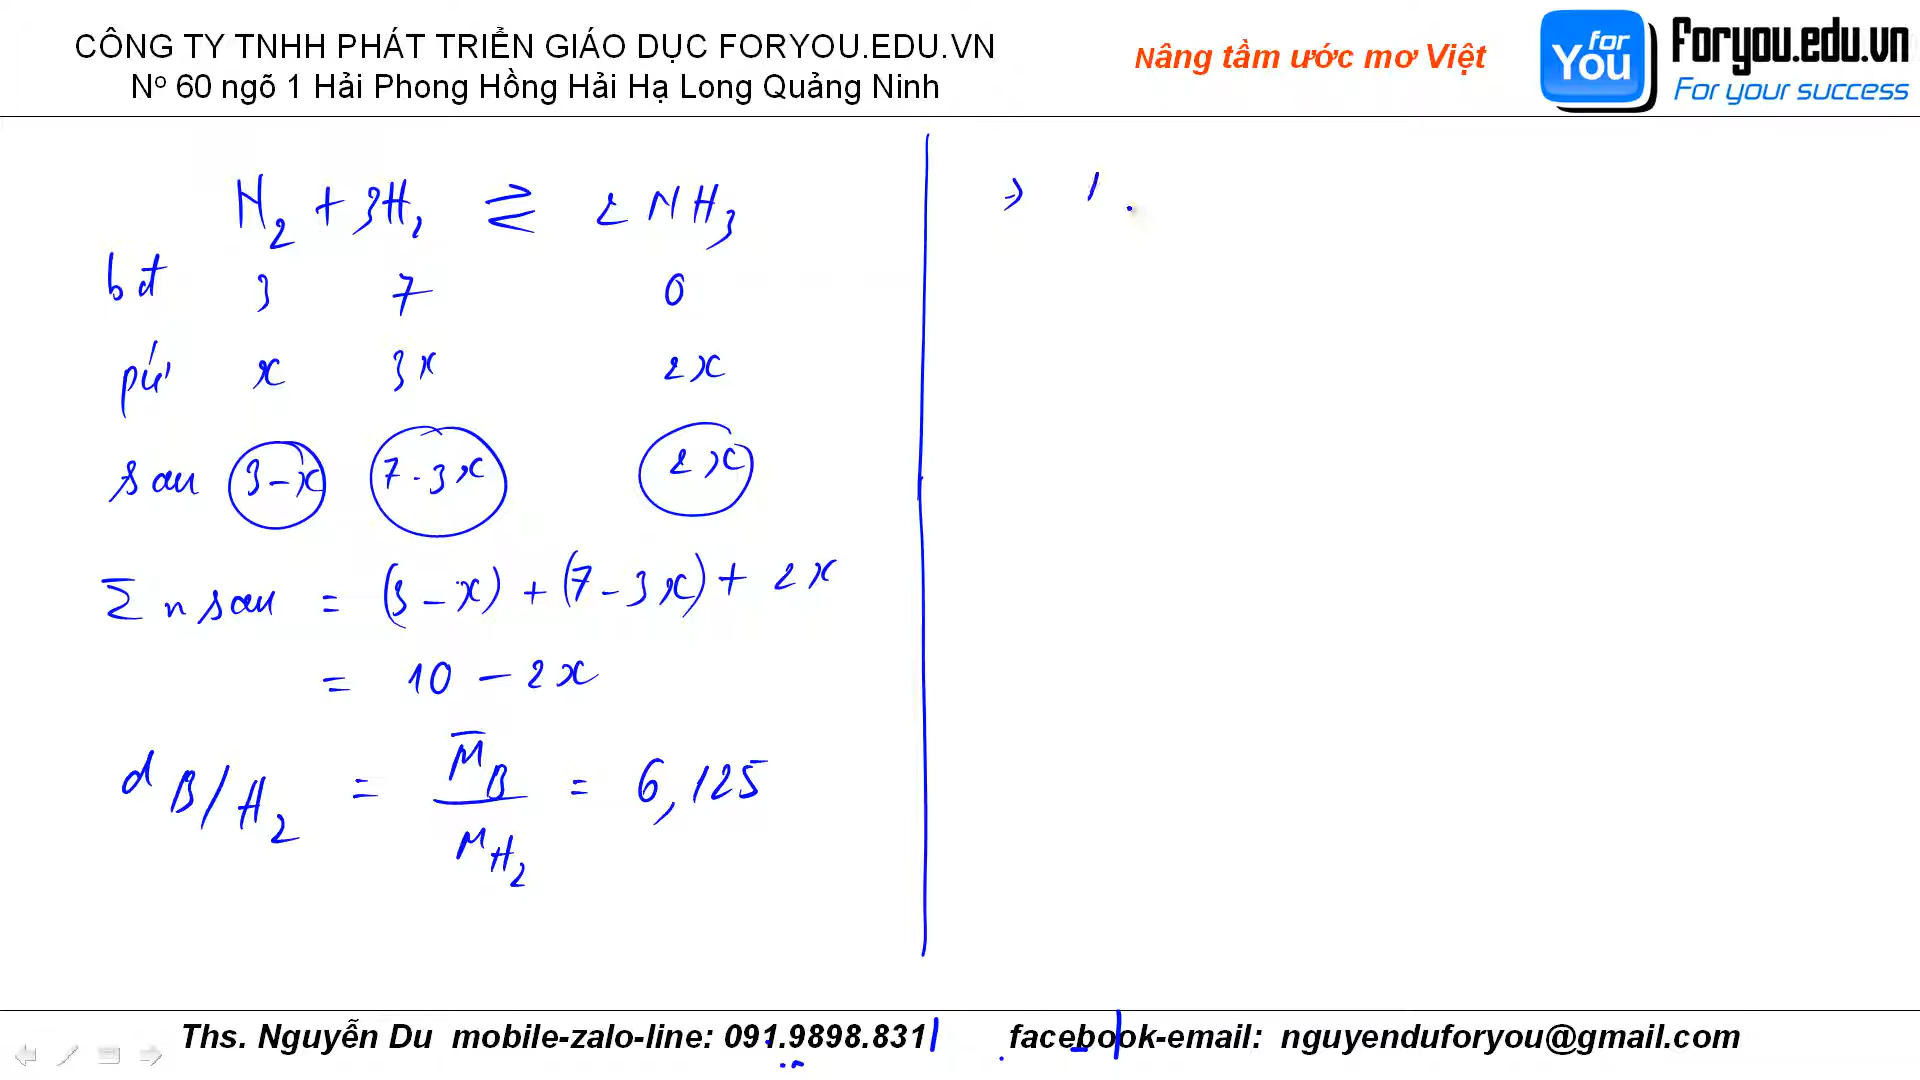 CÔNG TY TNHH PHÁT TRIỂN GIÁO DỤC FORYOU.EDU.VN
Nº 60 ngõ 1 Hải Phong Hồng Hải Hạ Long Quảng Ninh
Nâng tầm ước mơ Việt
for You
Foryou.edu.vn
For your success
N₂ + 3H₂ ⇄ 2NH₃
bđ 3 7 0
pứ x 3x 2x
sau 3-x 7-3x 2x
Σ n sau = (3-x) + (7-3x) + 2x
= 10 - 2x
d B/H₂ = M̄_B / M_H₂ = 6,125
⇒
Ths. Nguyễn Du mobile-zalo-line: 091.9898.831
facebook-email: nguyenduforyou@gmail.com